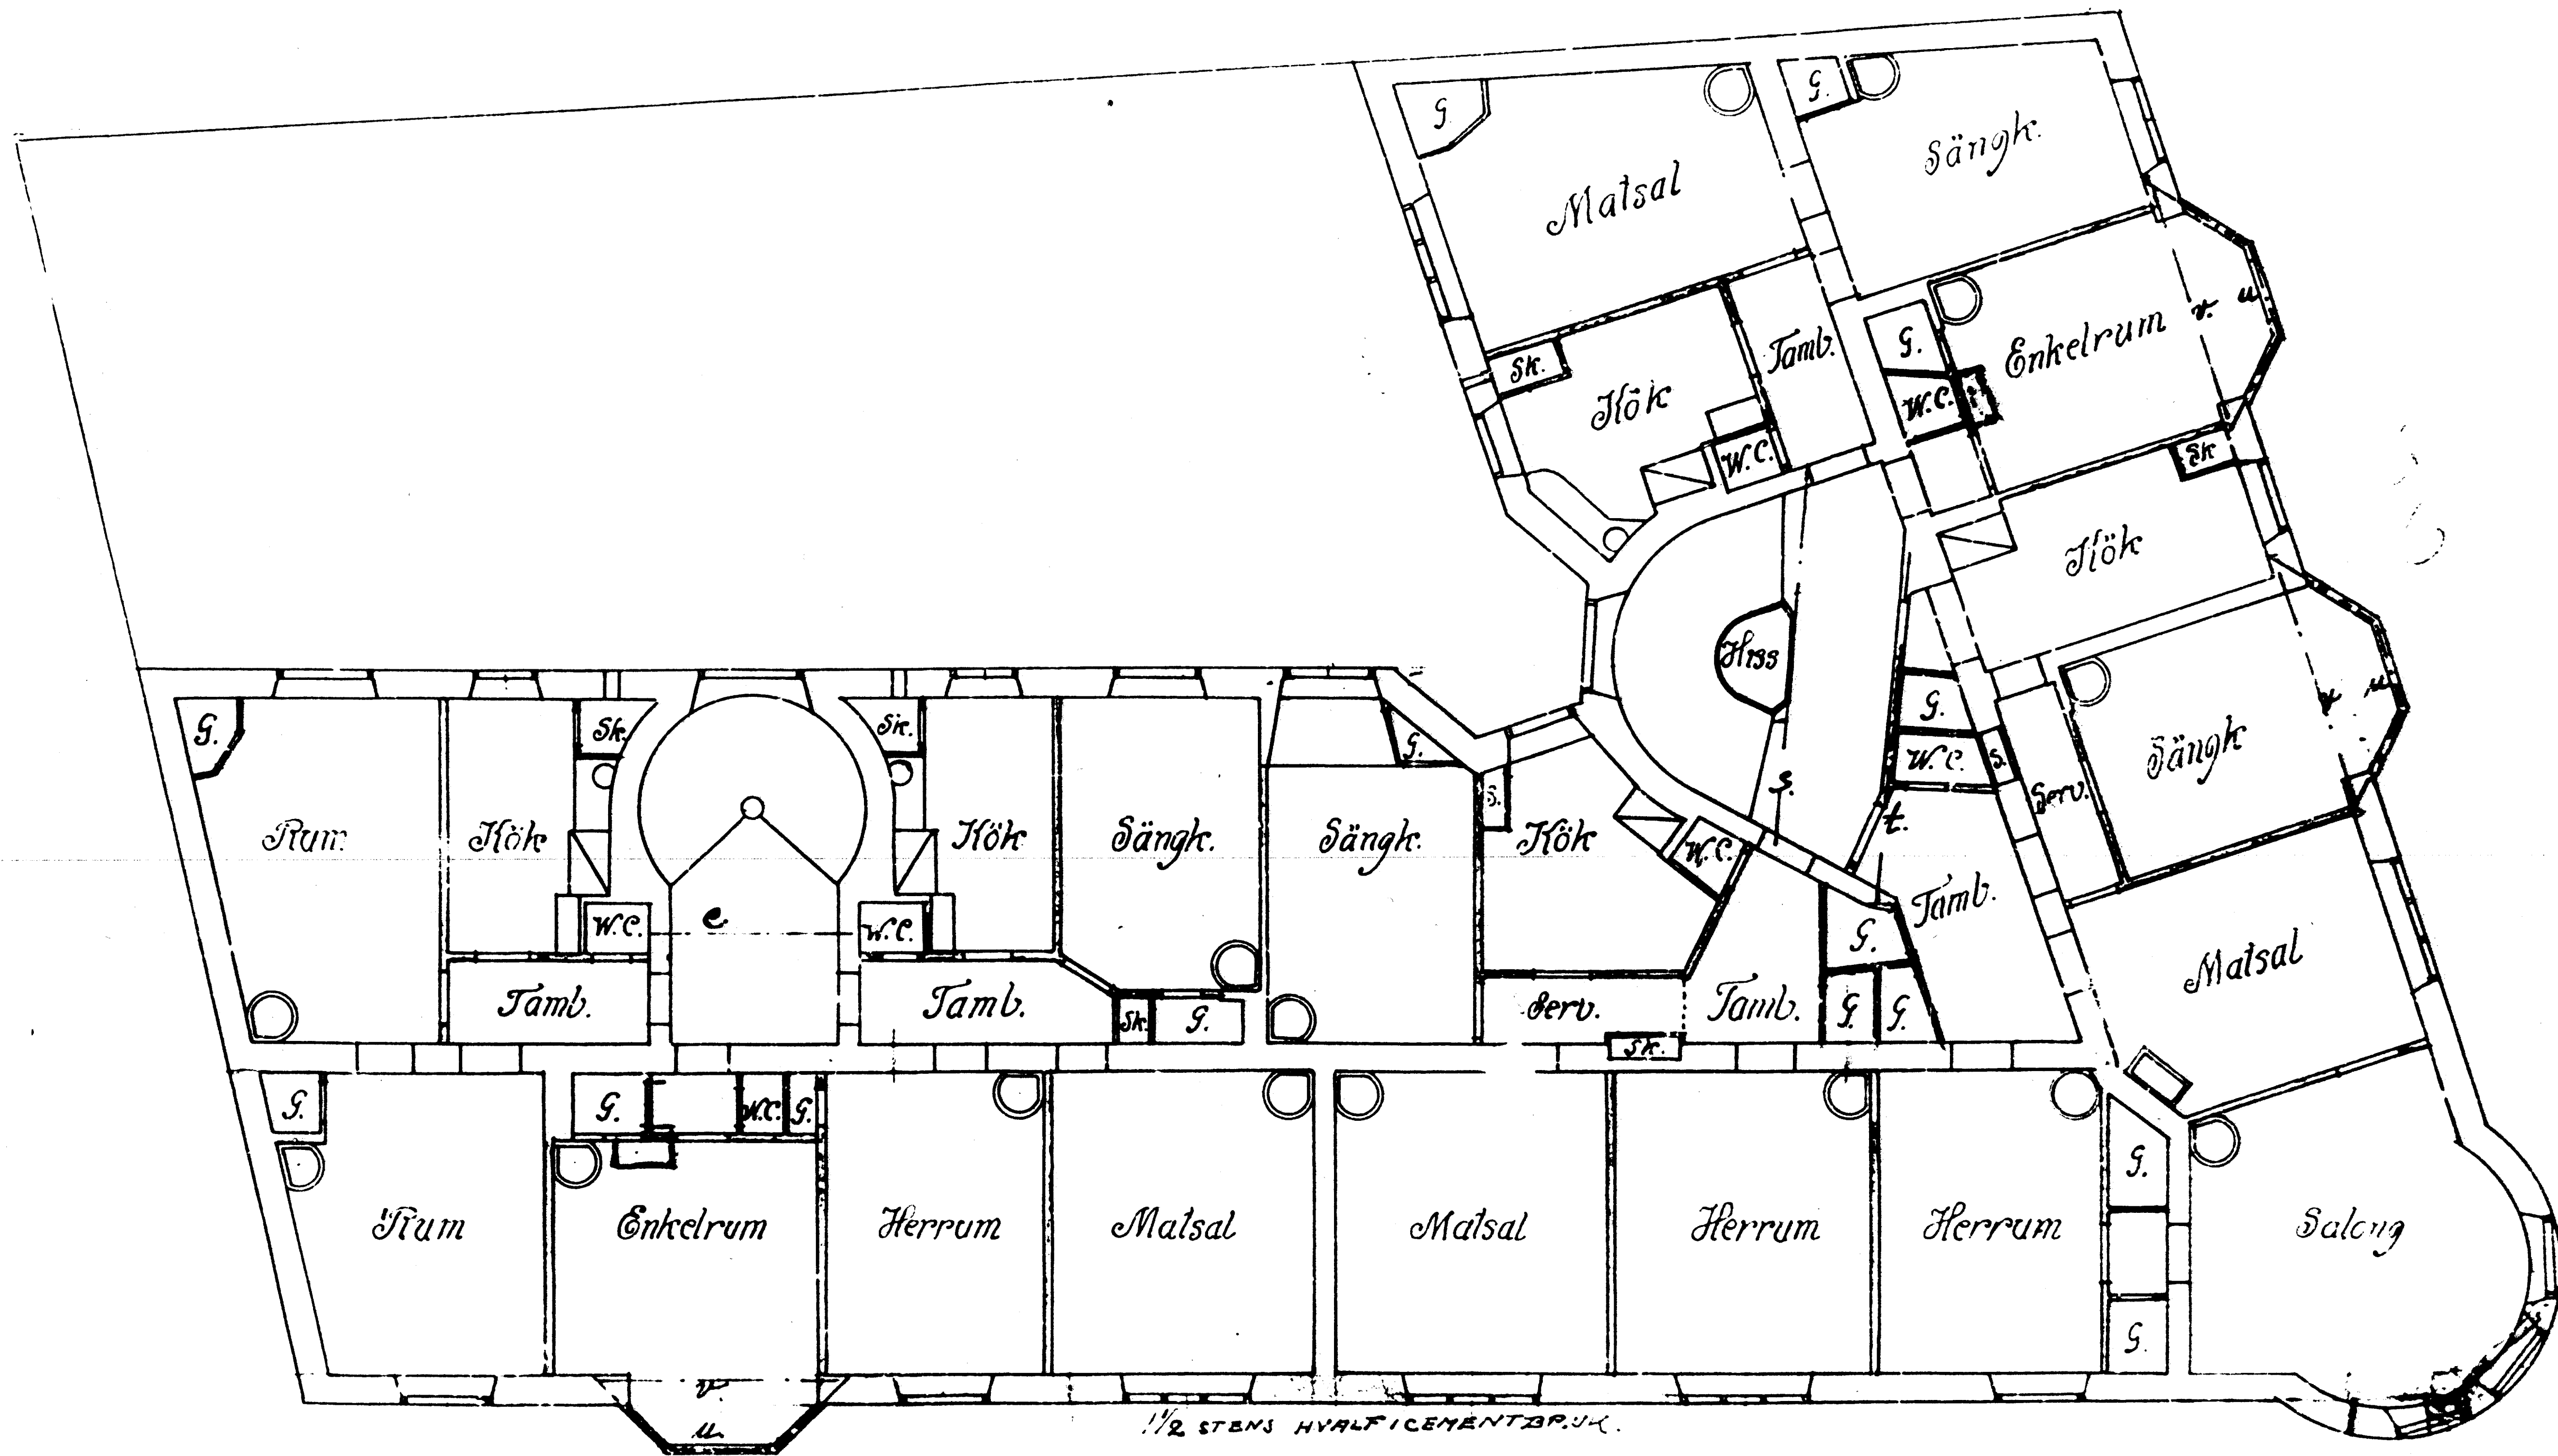 G.
Matsal
G.
Sängk.
Sk.
Kök
Tamb.
W.C.
G.
W.C.
Enkelrum
v.
u.
Sk
Kök
Hiss
G.
W.C.
S.
Serv.
Sängk
v
u
s.
t.
Tamb.
Matsal
G.
Rum
Kök
Sk.
W.C.
Tamb.
e
Sk.
Kök
W.C.
Tamb.
Sängk.
Sk.
G.
Sängk.
G.
S.
Kök
W.C.
Serv.
Sk.
Tamb.
G.
G.
G.
G.
Rum
G.
W.C.
G.
Enkelrum
v.
u.
Herrum
Matsal
Matsal
Herrum
Herrum
G.
G.
Salong
1 1/2 STENS HVALF I CEMENTBRUK.